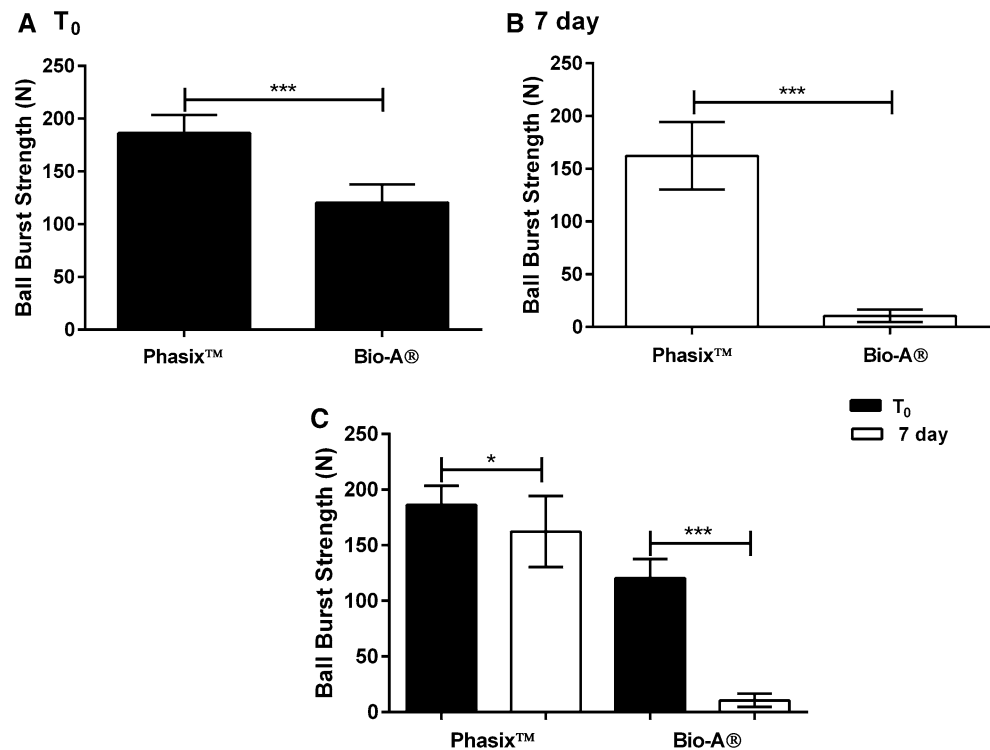 A T0
Ball Burst Strength (N)
250
200
150
100
50
0
***
Phasix™
Bio-A®
B 7 day
Ball Burst Strength (N)
250
200
150
100
50
0
***
Phasix™
Bio-A®
T0
7 day
C
Ball Burst Strength (N)
250
200
150
100
50
0
*
***
Phasix™
Bio-A®